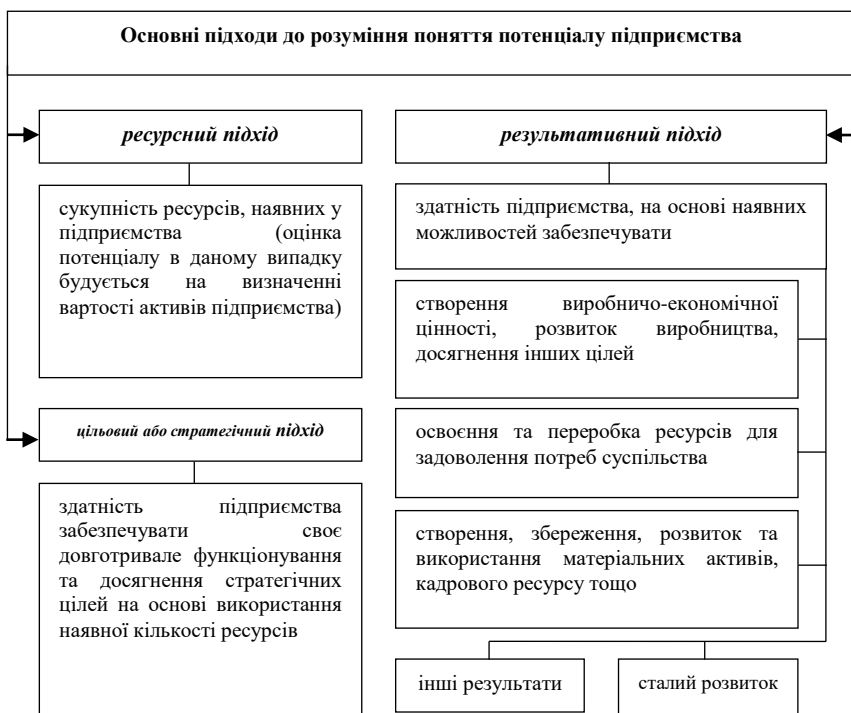 Основні підходи до розуміння поняття потенціалу підприємства
ресурсний підхід
сукупність ресурсів, наявних у
підприємства (оцінка
потенціалу в даному випадку
будується на визначенні
вартості активів підприємства)
цільовий або стратегічний підхід
здатність підприємства
забезпечувати своє
довготривале функціонування
та досягнення стратегічних
цілей на основі використання
наявної кількості ресурсів
результативний підхід
здатність підприємства, на основі наявних
можливостей забезпечувати
створення виробничо-економічної
цінності, розвиток виробництва,
досягнення інших цілей
освоєння та переробка ресурсів для
задоволення потреб суспільства
створення, збереження, розвиток та
використання матеріальних активів,
кадрового ресурсу тощо
інші результати
сталий розвиток